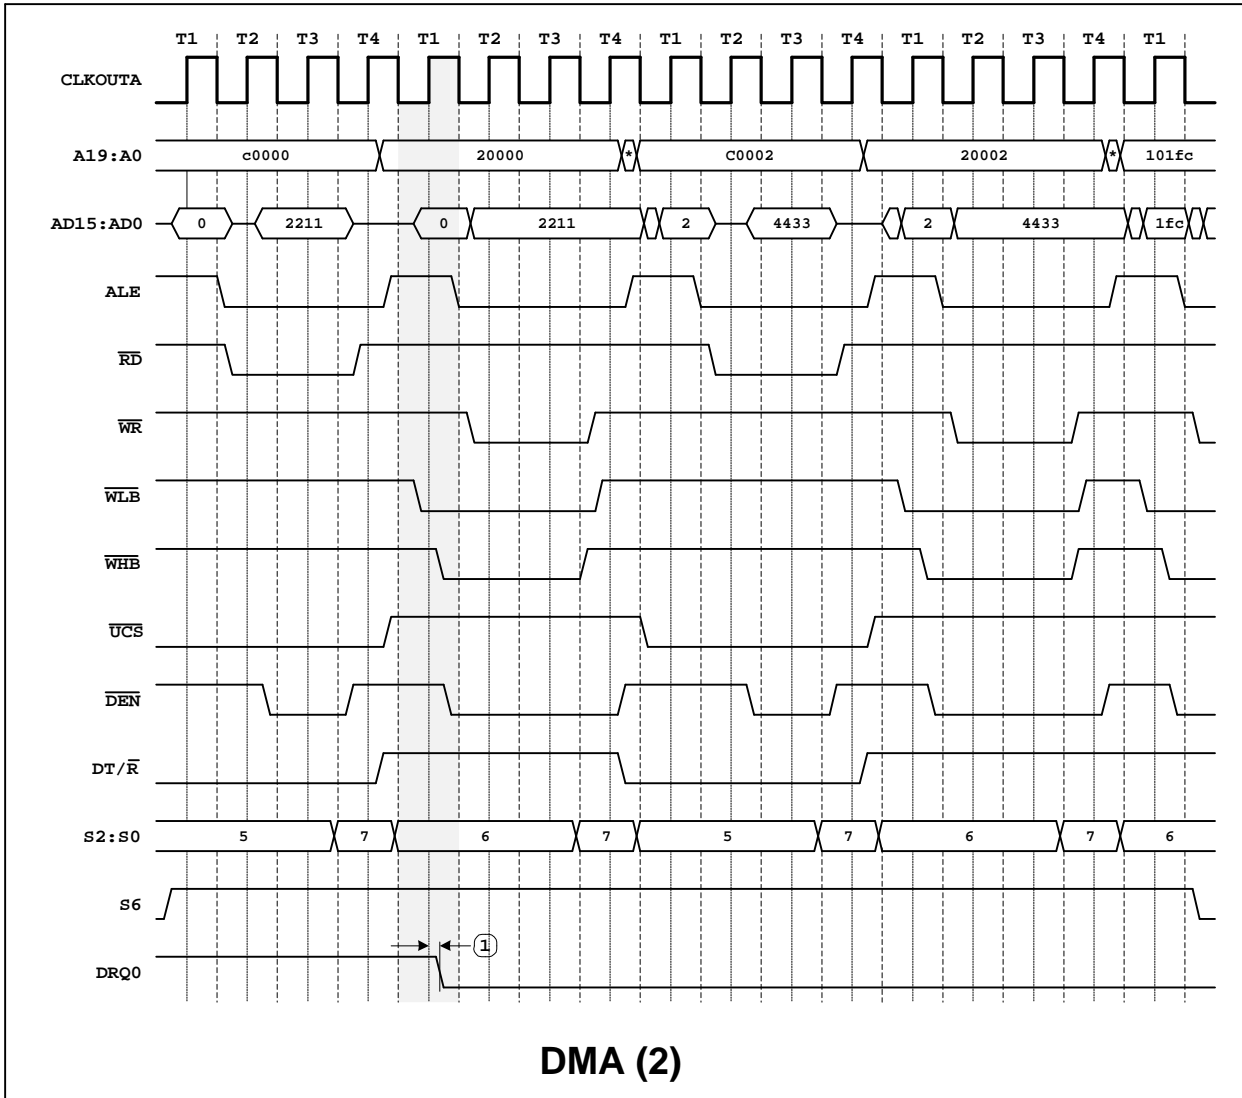 T1 T2 T3 T4 T1 T2 T3 T4 T1 T2 T3 T4 T1 T2 T3 T4 T1
CLKOUTA
A19:A0 c0000 20000 * C0002 20002 * 101fc
AD15:AD0 0 2211 0 2211 2 4433 2 4433 1fc
ALE
RD
WR
WLB
WHB
UCS
DEN
DT/R
S2:S0 5 7 6 7 5 7 6 7 6
S6
1
DRQ0
DMA (2)